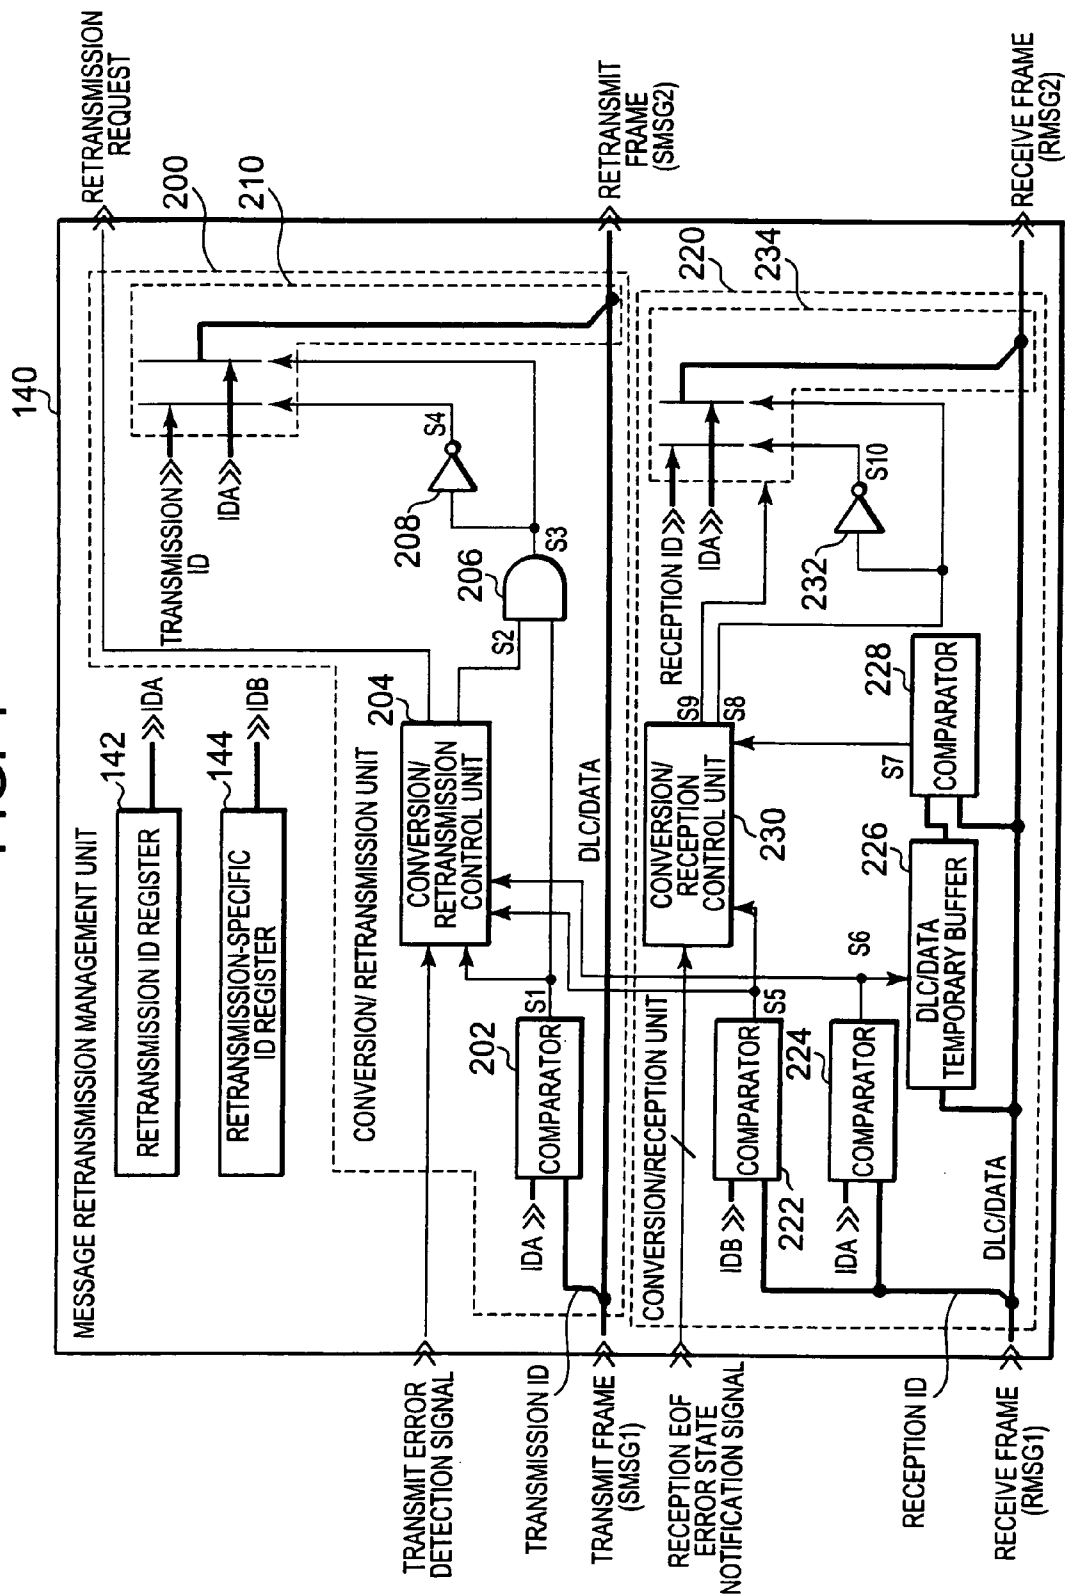 140
MESSAGE RETRANSMISSION MANAGEMENT UNIT
142
RETRANSMISSION ID REGISTER
IDA
144
RETRANSMISSION-SPECIFIC
ID REGISTER
IDB
RETRANSMISSION
REQUEST
200
210
CONVERSION/ RETRANSMISSION UNIT
204
CONVERSION/
RETRANSMISSION
CONTROL UNIT
TRANSMISSION
ID
IDA
S4
208
206
S2
S3
TRANSMIT ERROR
DETECTION SIGNAL
202
COMPARATOR
S1
IDA
TRANSMISSION ID
TRANSMIT FRAME
(SMSG1)
DLC/DATA
RETRANSMIT
FRAME
(SMSG2)
220
234
CONVERSION/RECEPTION UNIT
RECEPTION EOF
ERROR STATE
NOTIFICATION SIGNAL
CONVERSION/
RECEPTION
CONTROL UNIT
230
S9
S8
RECEPTION ID
IDA
S10
232
IDB
COMPARATOR
222
S5
224
IDA
COMPARATOR
S6
226
DLC/DATA
TEMPORARY BUFFER
S7
228
COMPARATOR
RECEPTION ID
DLC/DATA
RECEIVE FRAME
(RMSG1)
RECEIVE FRAME
(RMSG2)